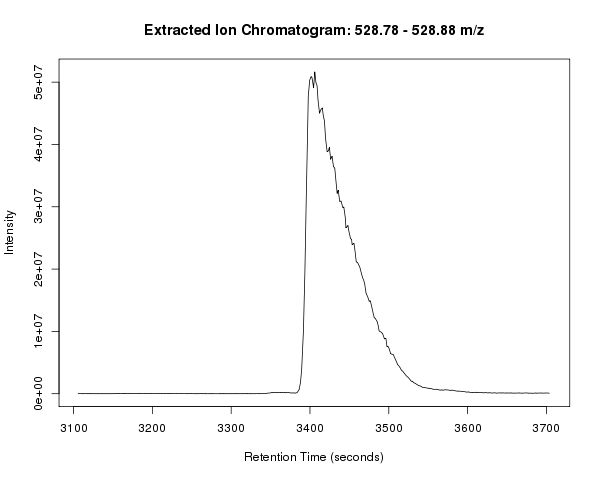 Extracted Ion Chromatogram: 528.78 - 528.88 m/z
Intensity
5e+07
4e+07
3e+07
2e+07
1e+07
0e+00
3100 3200 3300 3400 3500 3600 3700
Retention Time (seconds)